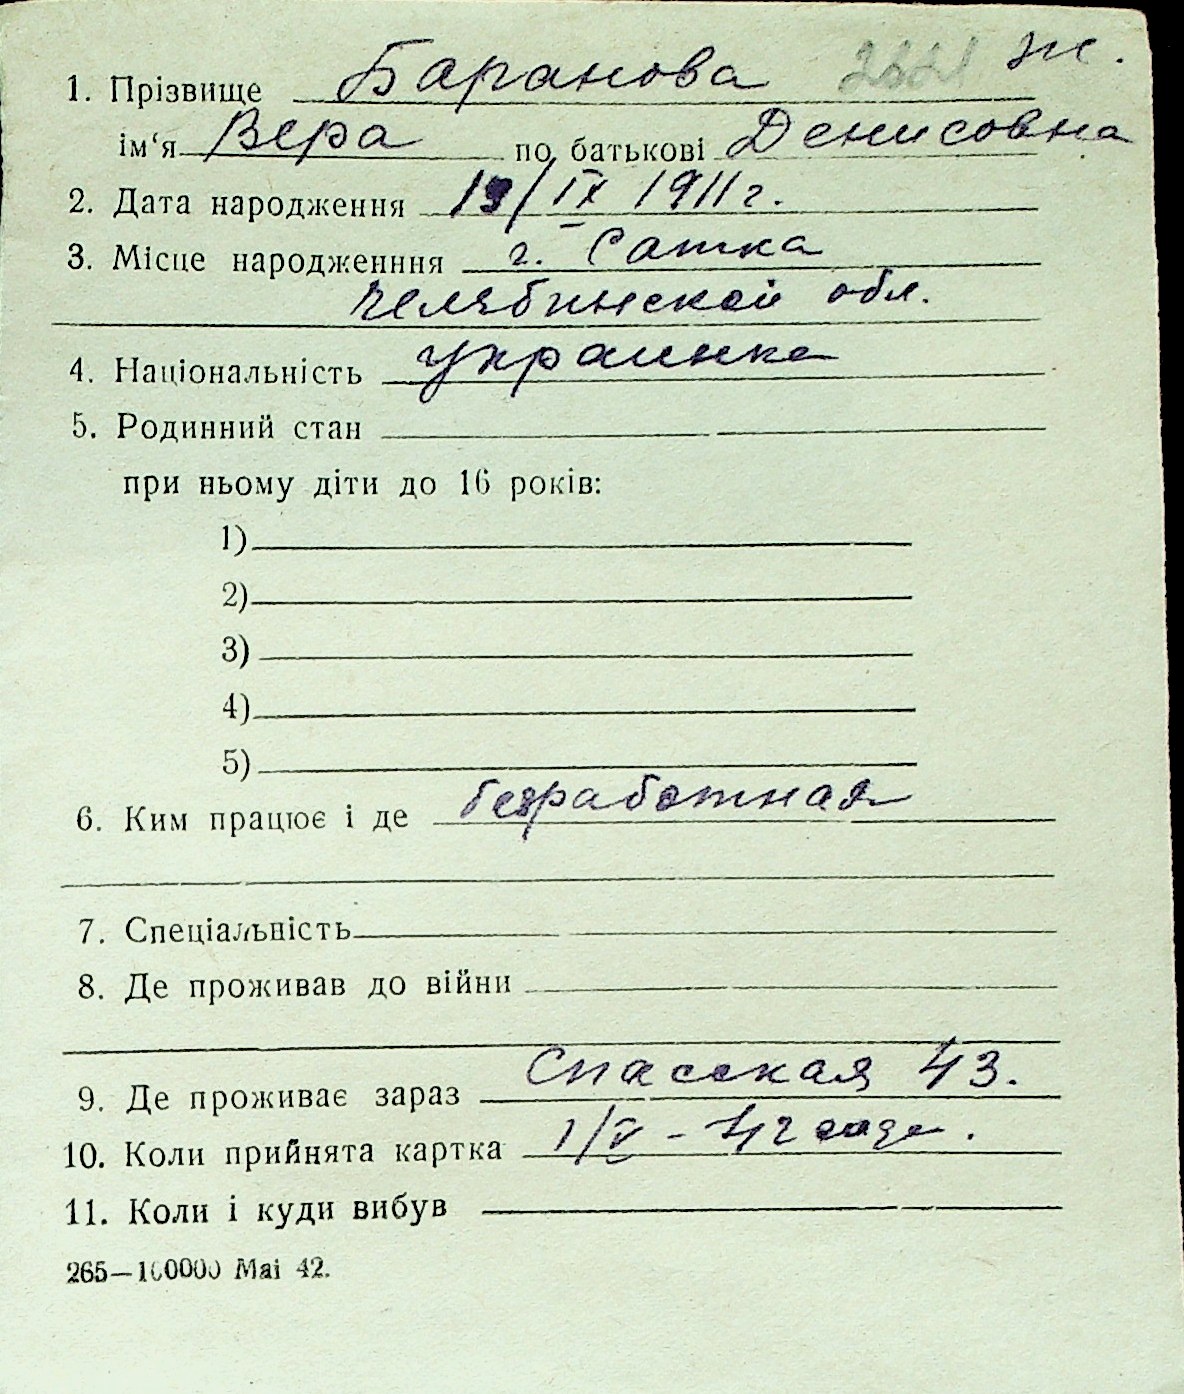 ж.
1. Прізвище Баранова
ім'я Вера по батькові Денисовна
2. Дата народження /IX 1911 г.
3. Місце народженння г. Сатка
Челябинской обл.
4. Національність украинка
5. Родинний стан
при ньому діти до 16 років:
1)
2)
3)
4)
5)
6. Ким працює і де безработная
7. Спеціальність
8. Де проживав до війни
9. Де проживає зараз Спасская 43.
10. Коли прийнята картка 1/V - 42 года.
11. Коли і куди вибув
265—100000 Mai 42.